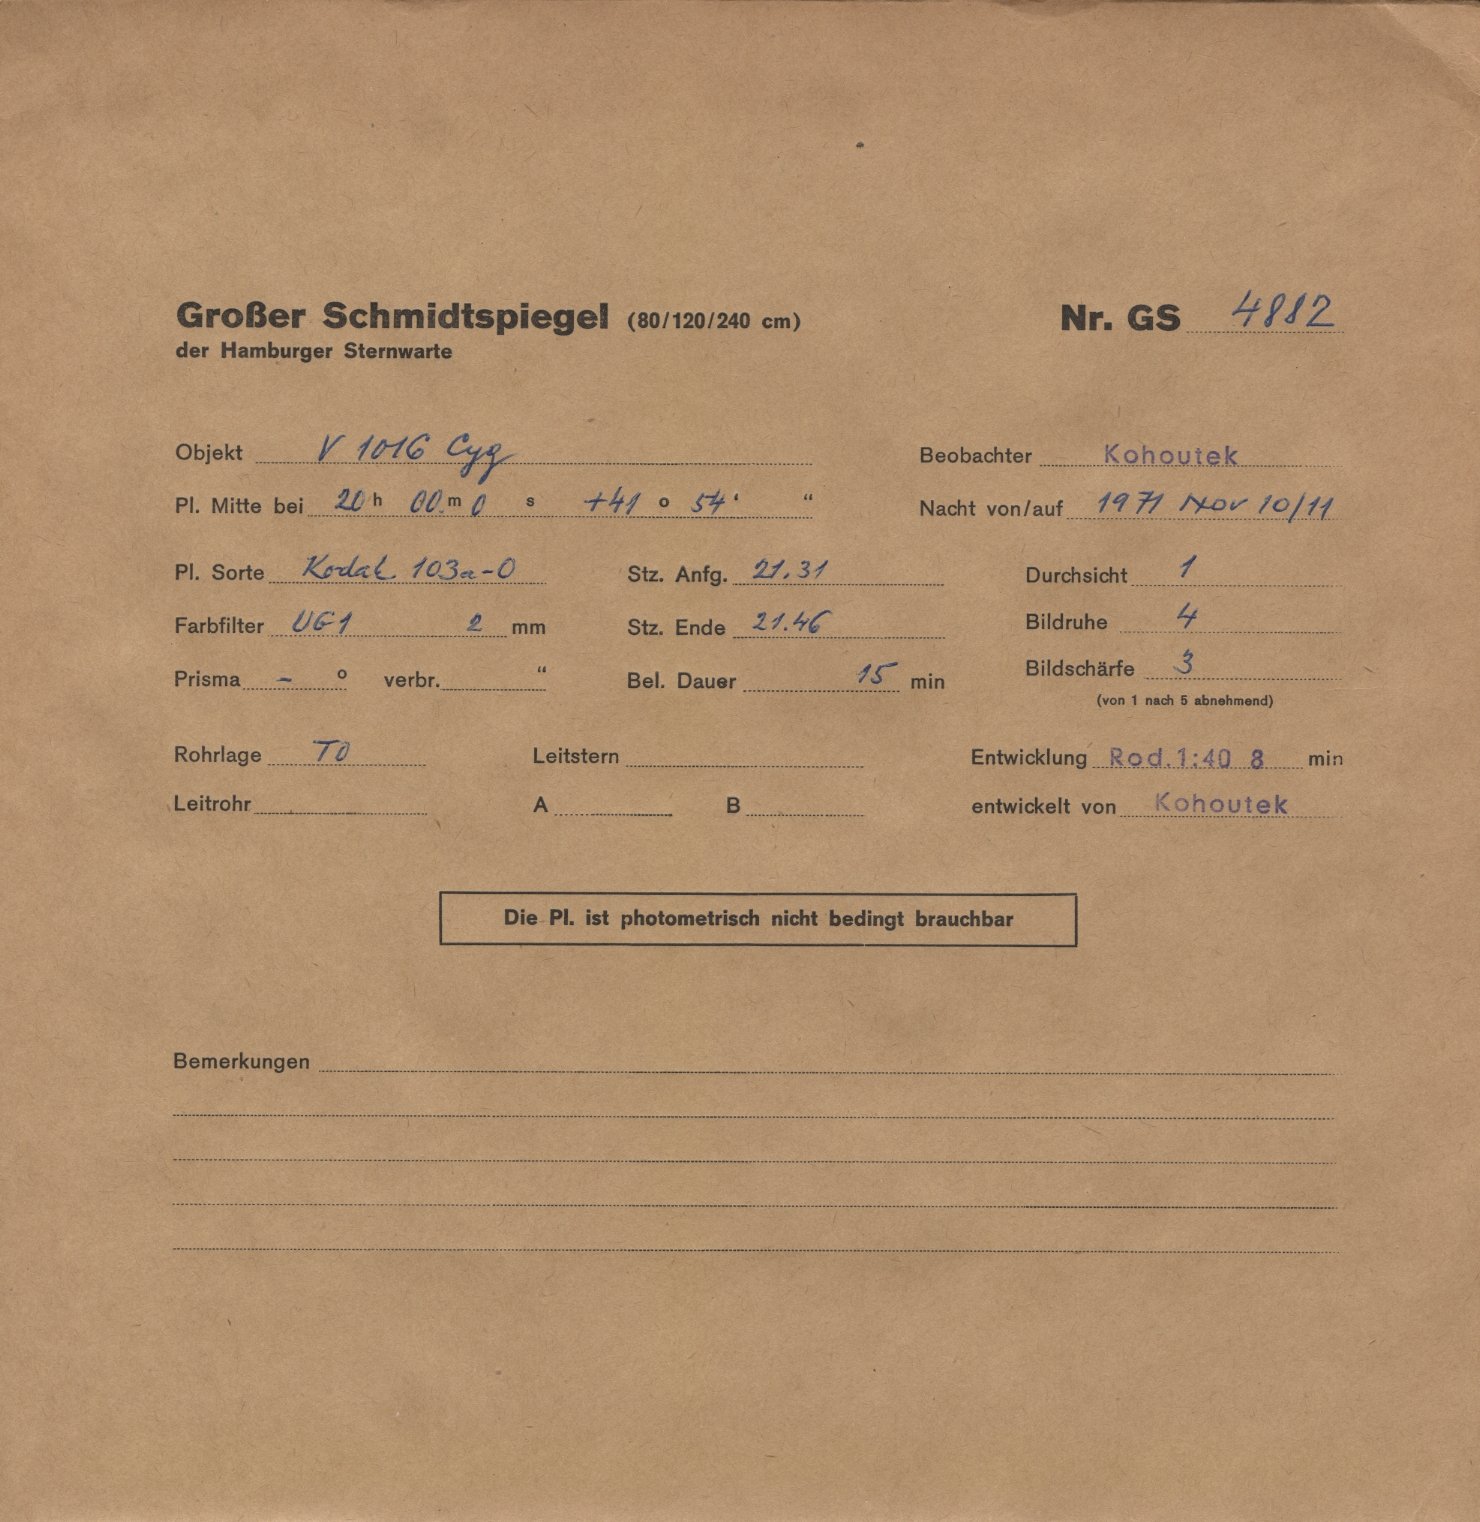 Großer Schmidtspiegel (80/120/240 cm) Nr. GS 4882
der Hamburger Sternwarte
Objekt V 1016 Cyg Beobachter Kohoutek
Pl. Mitte bei 20 h 00 m 0 s +41 o 54 ' “ Nacht von/auf 1971 Nov 10/11
Pl. Sorte Kodak 103a-O Stz. Anfg. 21.31 Durchsicht 1
Farbfilter UG1 2 mm Stz. Ende 21.46 Bildruhe 4
Prisma – o verbr. “ Bel. Dauer 15 min Bildschärfe 3
(von 1 nach 5 abnehmend)
Rohrlage TO Leitstern Entwicklung Rod. 1:40 8 min
Leitrohr A B entwickelt von Kohoutek
Die Pl. ist photometrisch nicht bedingt brauchbar
Bemerkungen